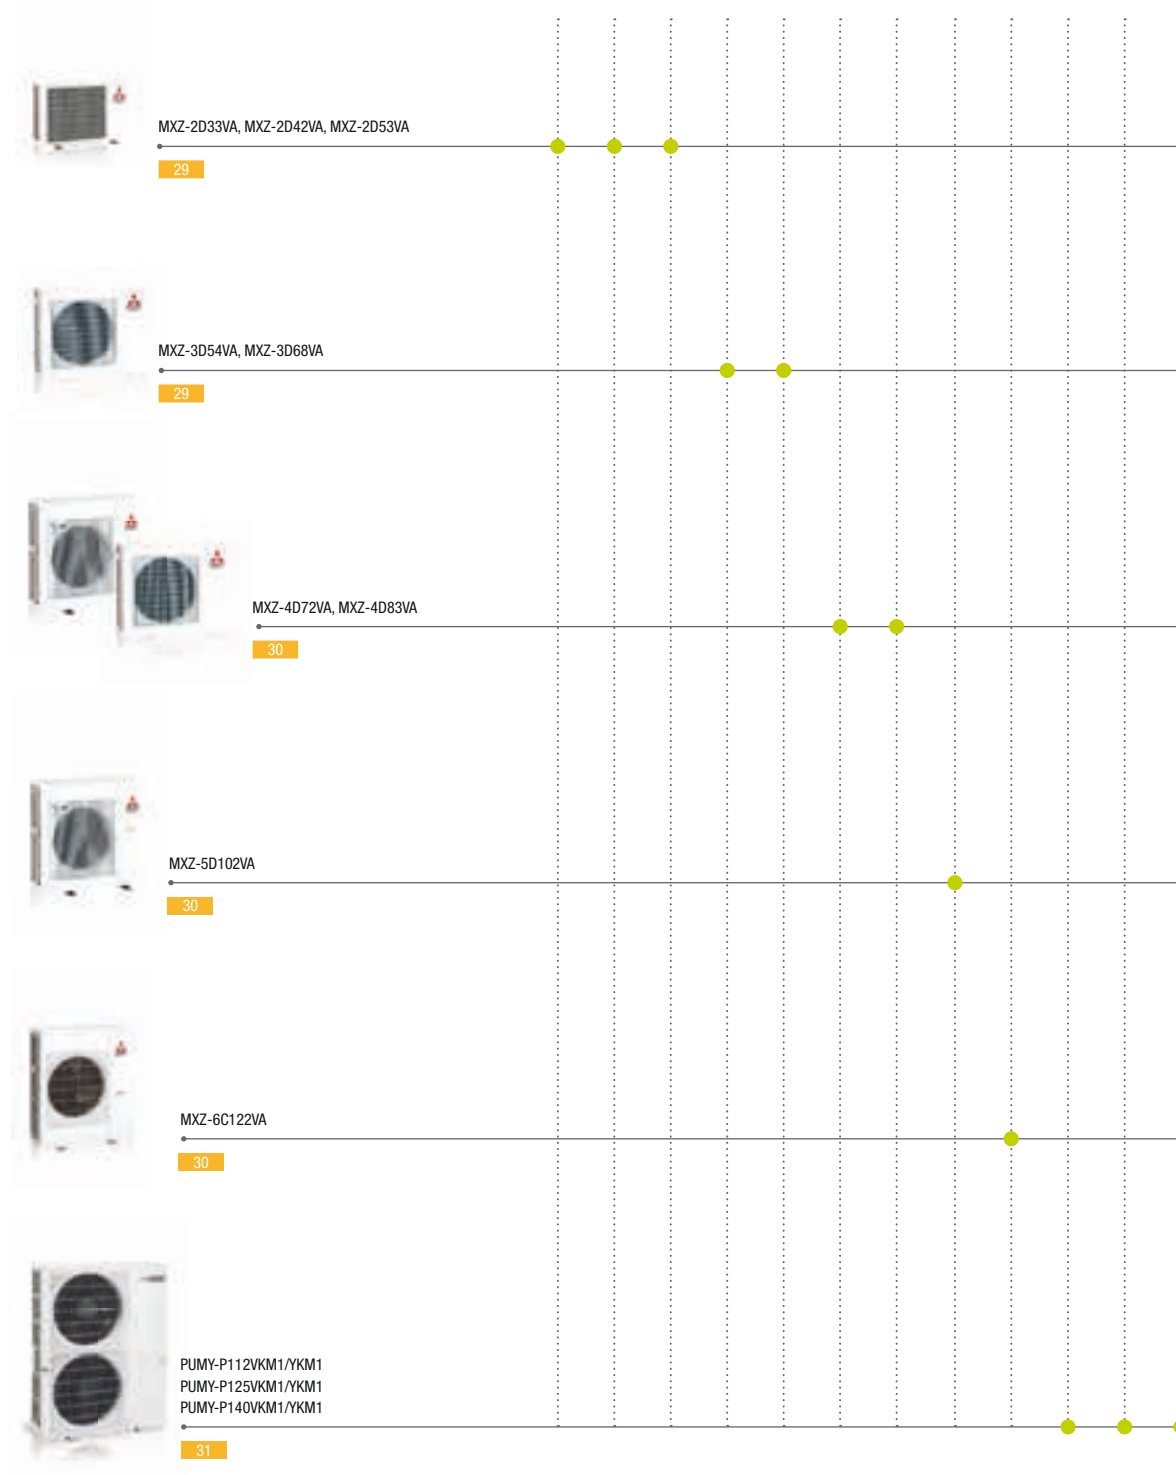 MXZ-2D33VA, MXZ-2D42VA, MXZ-2D53VA
29
MXZ-3D54VA, MXZ-3D68VA
29
MXZ-4D72VA, MXZ-4D83VA
30
MXZ-5D102VA
30
MXZ-6C122VA
30
PUMY-P112VKM1/YKM1
PUMY-P125VKM1/YKM1
PUMY-P140VKM1/YKM1
31